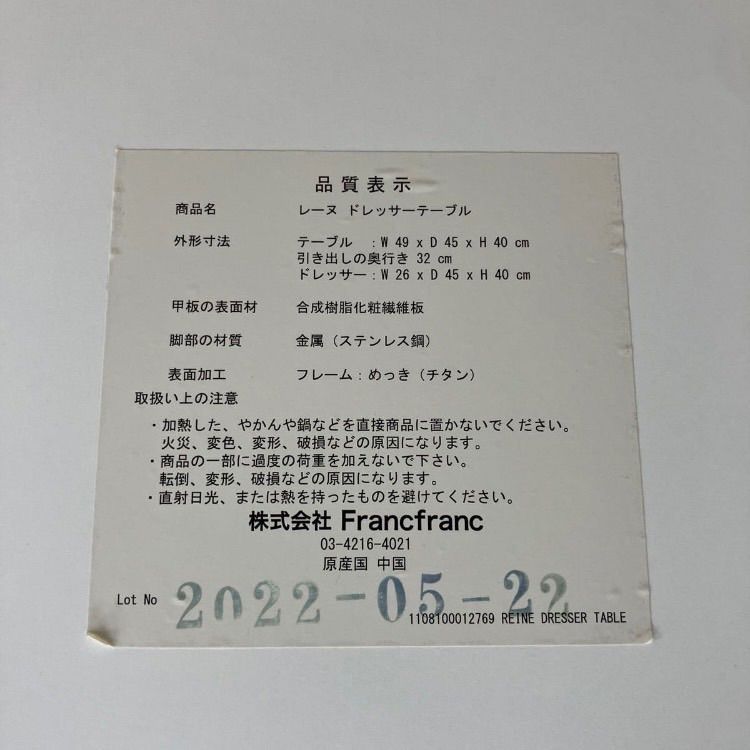 品質表示
商品名 レーヌ ドレッサーテーブル
外形寸法 テーブル ：W 49 x D 45 x H 40 cm
引き出しの奥行き 32 cm
ドレッサー：W 26 x D 45 x H 40 cm
甲板の表面材 合成樹脂化粧繊維板
脚部の材質 金属（ステンレス鋼）
表面加工 フレーム：めっき（チタン）
取扱い上の注意
・加熱した、やかんや鍋などを直接商品に置かないでください。
火災、変色、変形、破損などの原因になります。
・商品の一部に過度の荷重を加えないで下さい。
転倒、変形、破損などの原因になります。
・直射日光、または熱を持ったものを避けてください。
株式会社 Francfranc
03-4216-4021
原産国 中国
Lot No 2022-05-22
1108100012769 REINE DRESSER TABLE